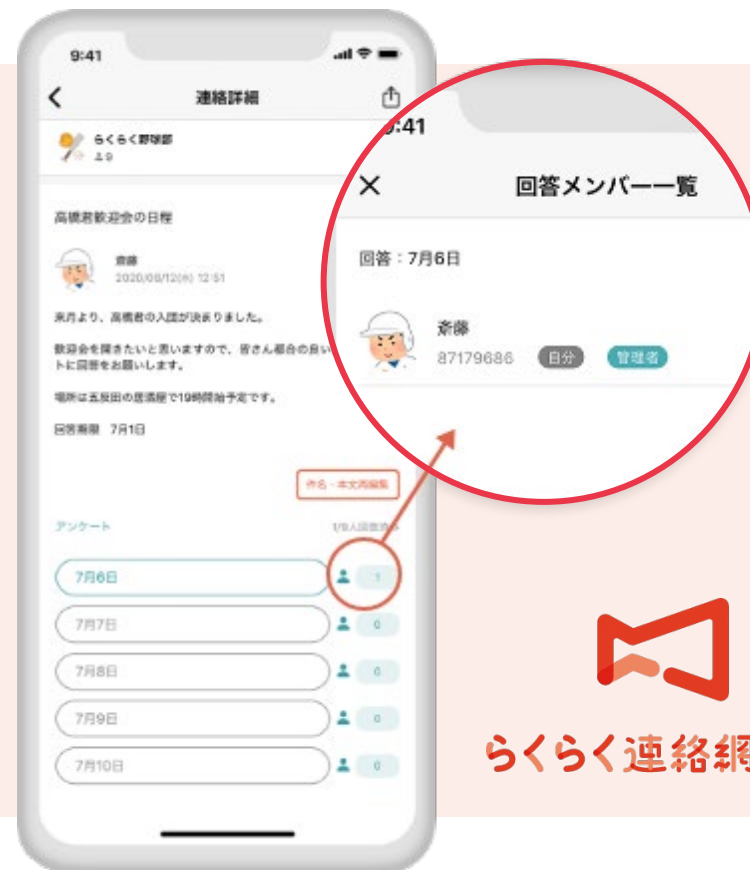 9:41
連絡詳細
らくらく野球部
9
高橋君歓迎会の日程
斎藤
2020/08/12(水) 12:51
来月より、高橋君の入団が決まりました。
歓迎会を開きたいと思いますので、皆さん都合の良い
トに回答をお願いします。
場所は五反田の居酒屋で19時開始予定です。
回答期限 7月1日
件名・本文再編集
アンケート
7月6日 1
7月7日 0
7月8日
7月9日 0
7月10日 0
:41
回答メンバー一覧
回答：7月6日
斎藤
87179686 自分 管理者
らくらく連絡網